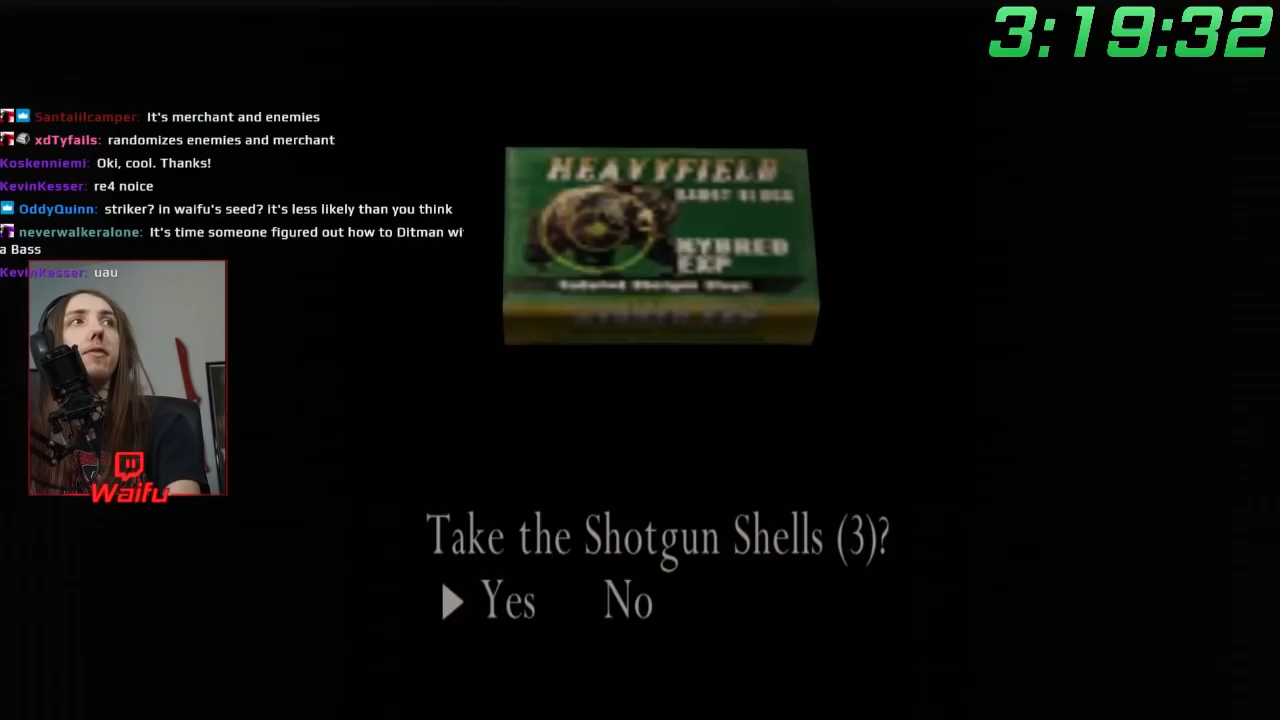 3:19:32
Santalilcamper: It's merchant and enemies
xdTyfails: randomizes enemies and merchant
Koskenniemi: Oki, cool. Thanks!
KevinKesser: re4 noice
OddyQuinn: striker? in waifu's seed? it's less likely than you think
neverwalkeralone: It's time someone figured out how to Ditman wi
a Bass
KevinKesser: uau
HEAVYFIELD
HYBRED
EXP
Waifu
Take the Shotgun Shells (3)?
Yes No